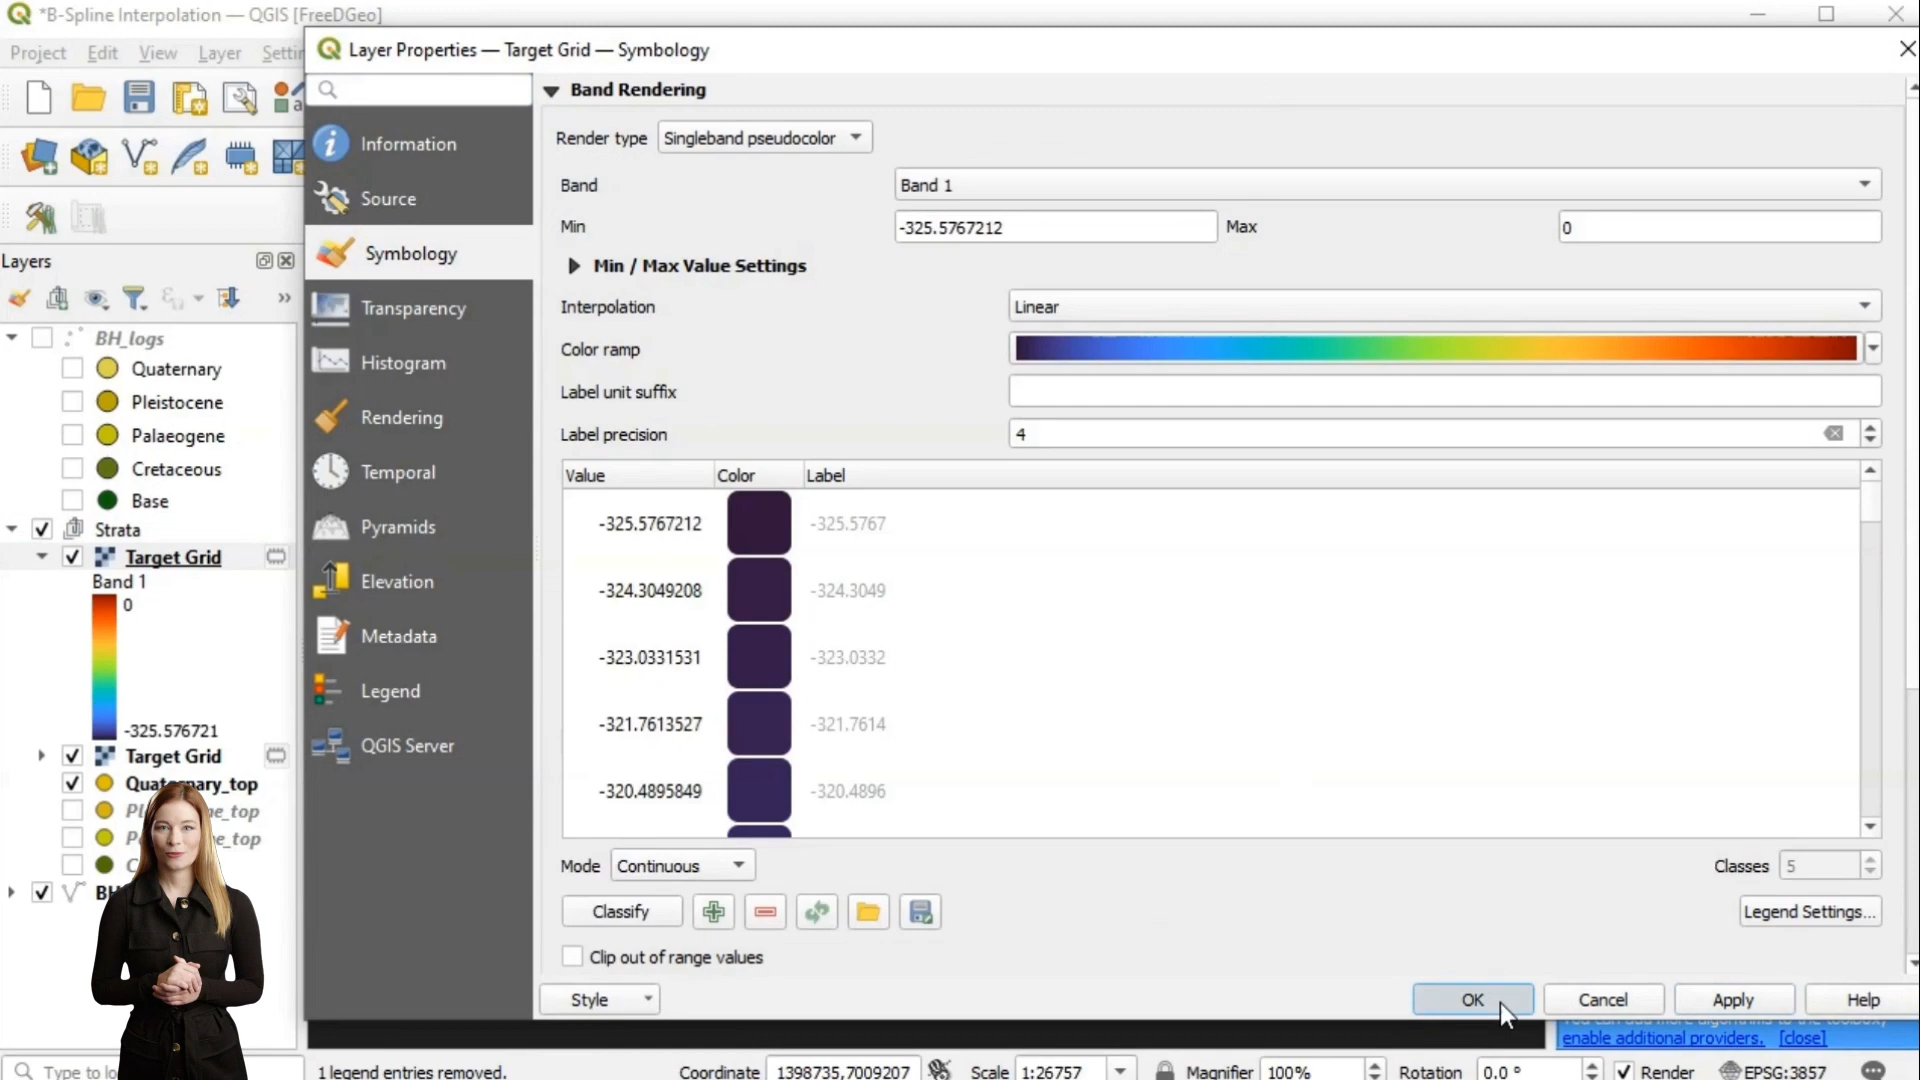 *B-Spline Interpolation — QGIS [FreeDGeo]
Project Edit View Layer
Layer Properties — Target Grid — Symbology
Information
Source
Symbology
Transparency
Histogram
Rendering
Temporal
Pyramids
Elevation
Metadata
Legend
QGIS Server
Band Rendering
Render type Singleband pseudocolor
Band Band 1
Min -325.5767212 Max 0
Min / Max Value Settings
Interpolation Linear
Color ramp
Label unit suffix
Label precision 4
Value Color Label
-325.5767212 -325.5767
-324.3049208 -324.3049
-323.0331531 -323.0332
-321.7613527 -321.7614
-320.4895849 -320.4896
Mode Continuous Classes 5
Classify Legend Settings...
Clip out of range values
Style OK Cancel Apply Help
Layers
BH_logs
Quaternary
Pleistocene
Palaeogene
Cretaceous
Base
Strata
Target Grid
Band 1
0
-325.576721
Target Grid
enable additional providers. [close]
1 legend entries removed. Coordinate 1398735,7009207 Scale 1:26757 Magnifier 100% Rotation 0.0 ° Render EPSG:3857